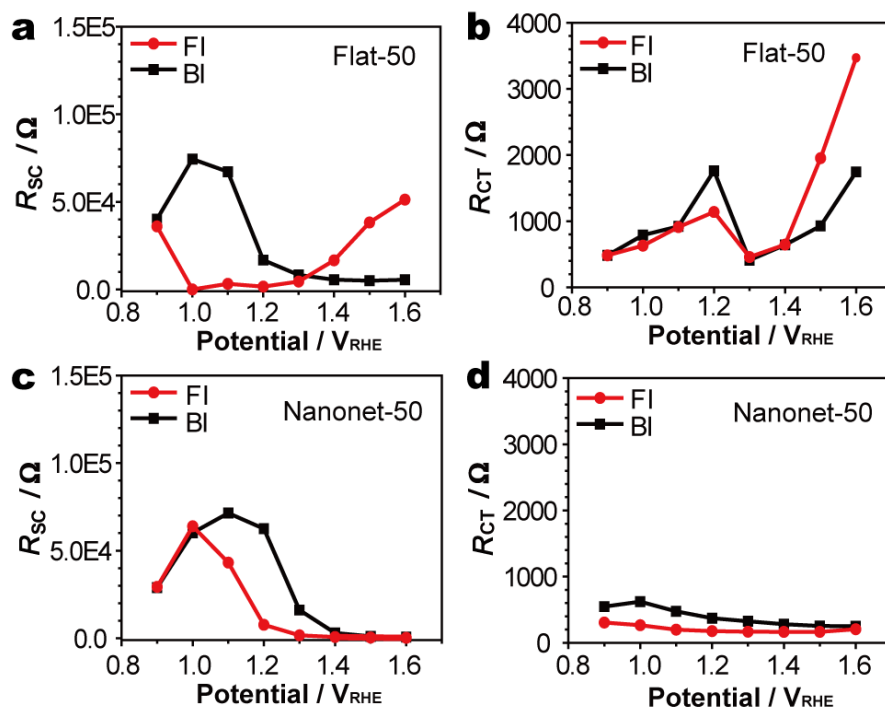 a
FI
BI
Flat-50
1.5E5
1.0E5
5.0E4
0.0
R_SC / Ω
0.8 1.0 1.2 1.4 1.6
Potential / V_RHE
b
FI
BI
Flat-50
4000
3000
2000
1000
0
R_CT / Ω
0.8 1.0 1.2 1.4 1.6
Potential / V_RHE
c
FI
BI
Nanonet-50
1.5E5
1.0E5
5.0E4
0.0
R_SC / Ω
0.8 1.0 1.2 1.4 1.6
Potential / V_RHE
d
FI
BI
Nanonet-50
4000
3000
2000
1000
0
R_CT / Ω
0.8 1.0 1.2 1.4 1.6
Potential / V_RHE